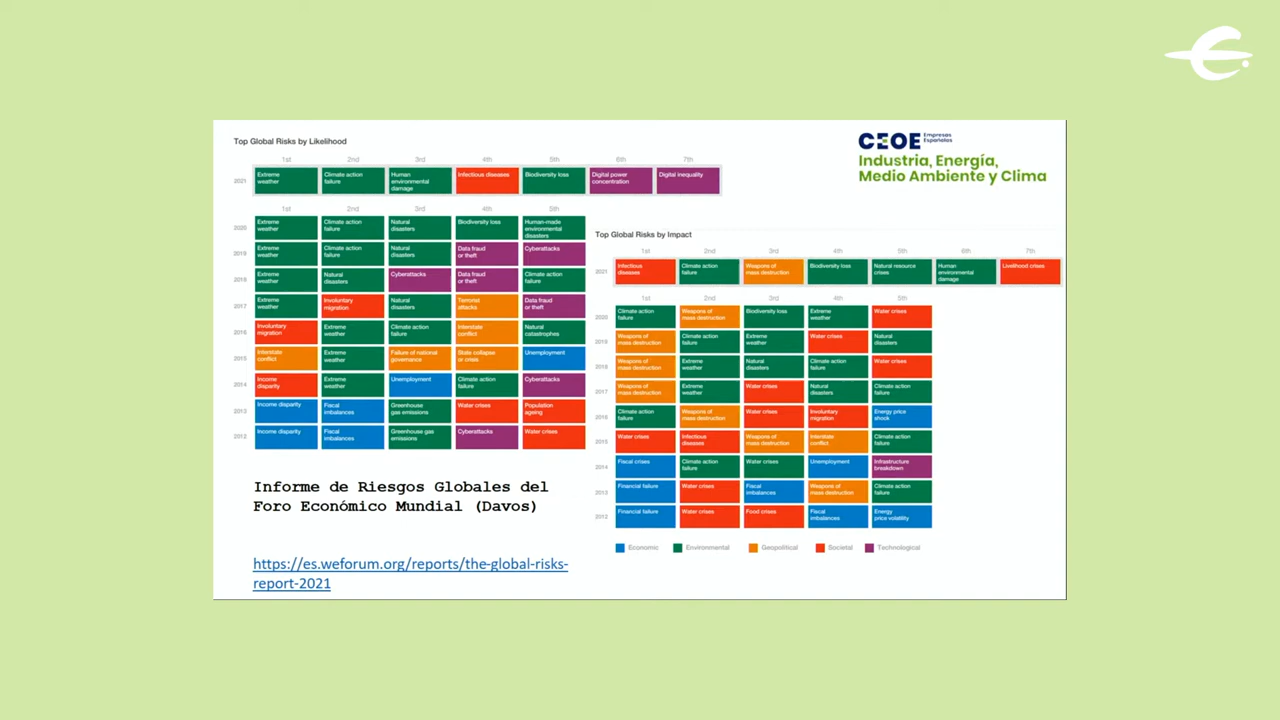 Top Global Risks by Likelihood
1st 2nd 3rd 4th 5th 6th 7th
2021
Extreme
weather
Climate action
failure
Human
environmental
damage
Infectious diseases
Biodiversity loss
Digital power
concentration
Digital inequality
1st 2nd 3rd 4th 5th
2020
Extreme
weather
Climate action
failure
Natural
disasters
Biodiversity loss
Human-made
environmental
disasters
2019
Extreme
weather
Climate action
failure
Natural
disasters
Data fraud
or theft
Cyberattacks
2018
Extreme
weather
Natural
disasters
Cyberattacks
Data fraud
or theft
Climate action
failure
2017
Extreme
weather
Involuntary
migration
Natural
disasters
Terrorist
attacks
Data fraud
or theft
2016
Involuntary
migration
Extreme
weather
Climate action
failure
Interstate
conflict
Natural
catastrophes
2015
Interstate
conflict
Extreme
weather
Failure of national
governance
State collapse
or crisis
Unemployment
2014
Income
disparity
Extreme
weather
Unemployment
Climate action
failure
Cyberattacks
2013
Income disparity
Fiscal
imbalances
Greenhouse
gas emissions
Water crises
Population
ageing
2012
Income disparity
Fiscal
imbalances
Greenhouse gas
emissions
Cyberattacks
Water crises
CEOE Empresas
Españolas
Industria, Energía,
Medio Ambiente y Clima
Top Global Risks by Impact
1st 2nd 3rd 4th 5th 6th 7th
2021
Infectious
diseases
Climate action
failure
Weapons of
mass destruction
Biodiversity loss
Natural resource
crises
Human
environmental
damage
Livelihood crises
1st 2nd 3rd 4th 5th
2020
Climate action
failure
Weapons of
mass destruction
Biodiversity loss
Extreme
weather
Water crises
2019
Weapons of
mass destruction
Climate action
failure
Extreme
weather
Water crises
Natural
disasters
2018
Weapons of
mass destruction
Extreme
weather
Natural
disasters
Climate action
failure
Water crises
2017
Weapons of
mass destruction
Extreme
weather
Water crises
Natural
disasters
Climate action
failure
2016
Climate action
failure
Weapons of
mass destruction
Water crises
Involuntary
migration
Energy price
shock
2015
Water crises
Infectious
diseases
Weapons of
mass destruction
Interstate
conflict
Climate action
failure
2014
Fiscal crises
Climate action
failure
Water crises
Unemployment
Infrastructure
breakdown
2013
Financial failure
Water crises
Fiscal
imbalances
Weapons of
mass destruction
Climate action
failure
2012
Financial failure
Water crises
Food crises
Fiscal
imbalances
Energy
price volatility
Economic Environmental Geopolitical Societal Technological
Informe de Riesgos Globales del
Foro Económico Mundial (Davos)
https://es.weforum.org/reports/the-global-risks-
report-2021